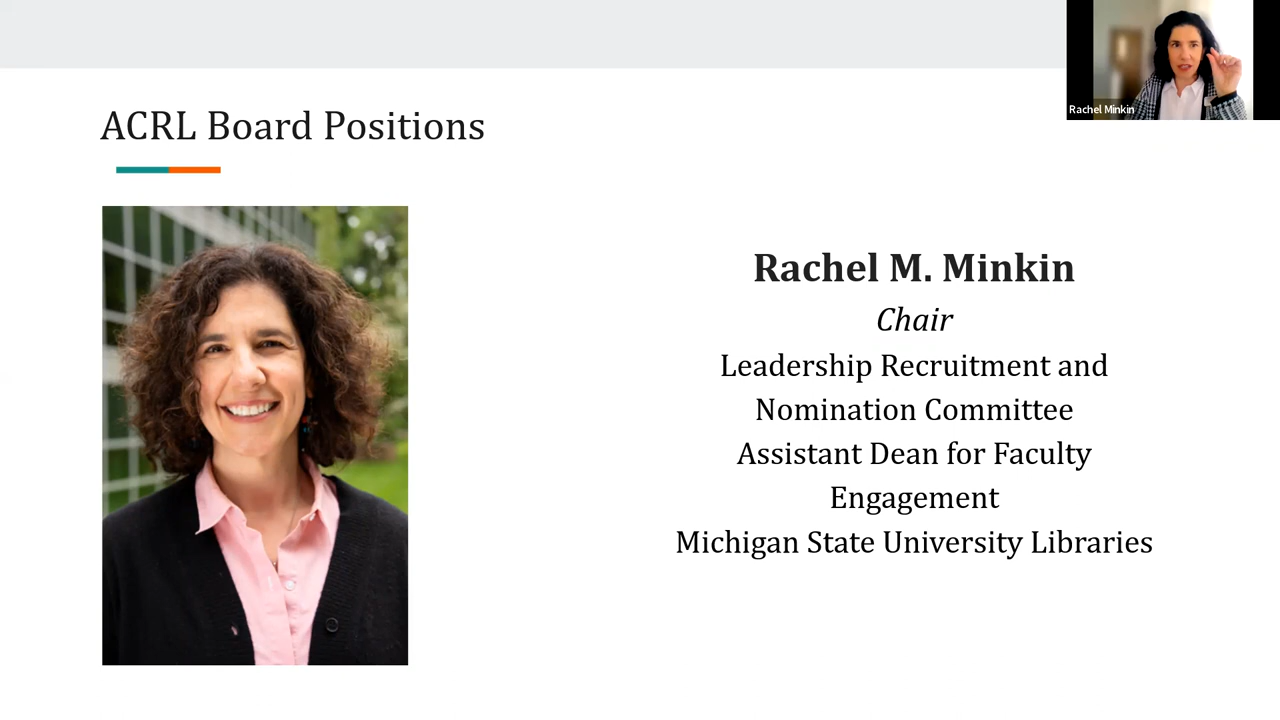 ACRL Board Positions
Rachel Minkin
Rachel M. Minkin
Chair
Leadership Recruitment and
Nomination Committee
Assistant Dean for Faculty
Engagement
Michigan State University Libraries